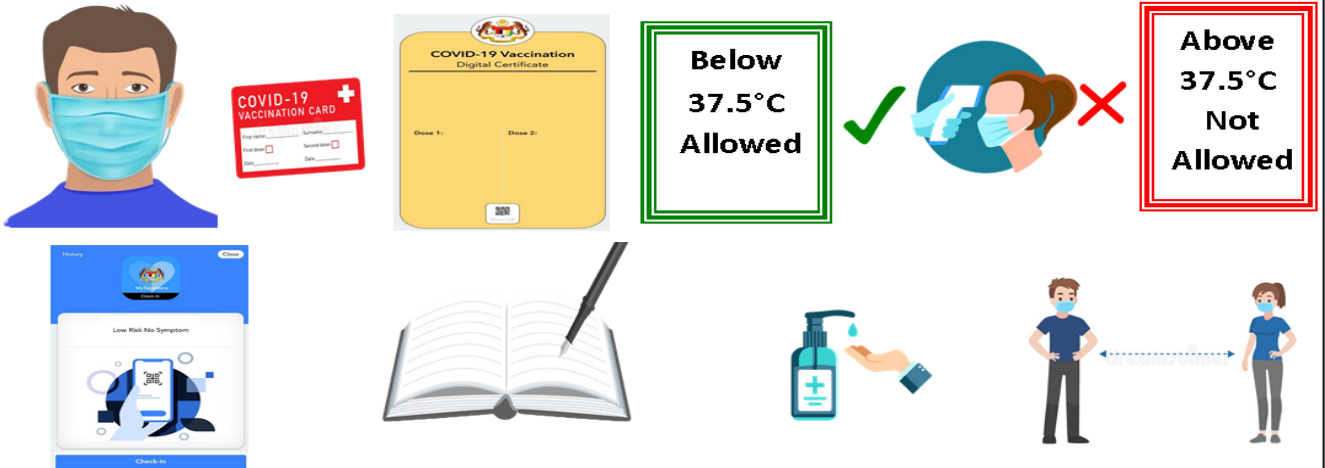 COVID-19
VACCINATION CARD
First name:
Surname:
First dose:
Second dose:
Date:
Date:
COVID-19 Vaccination
Digital Certificate
Dose 1:
Dose 2:
Below
37.5°C
Allowed
Above
37.5°C
Not
Allowed
History
Close
Check-in
Low Risk No Symptom
Check-in
dreamstime.